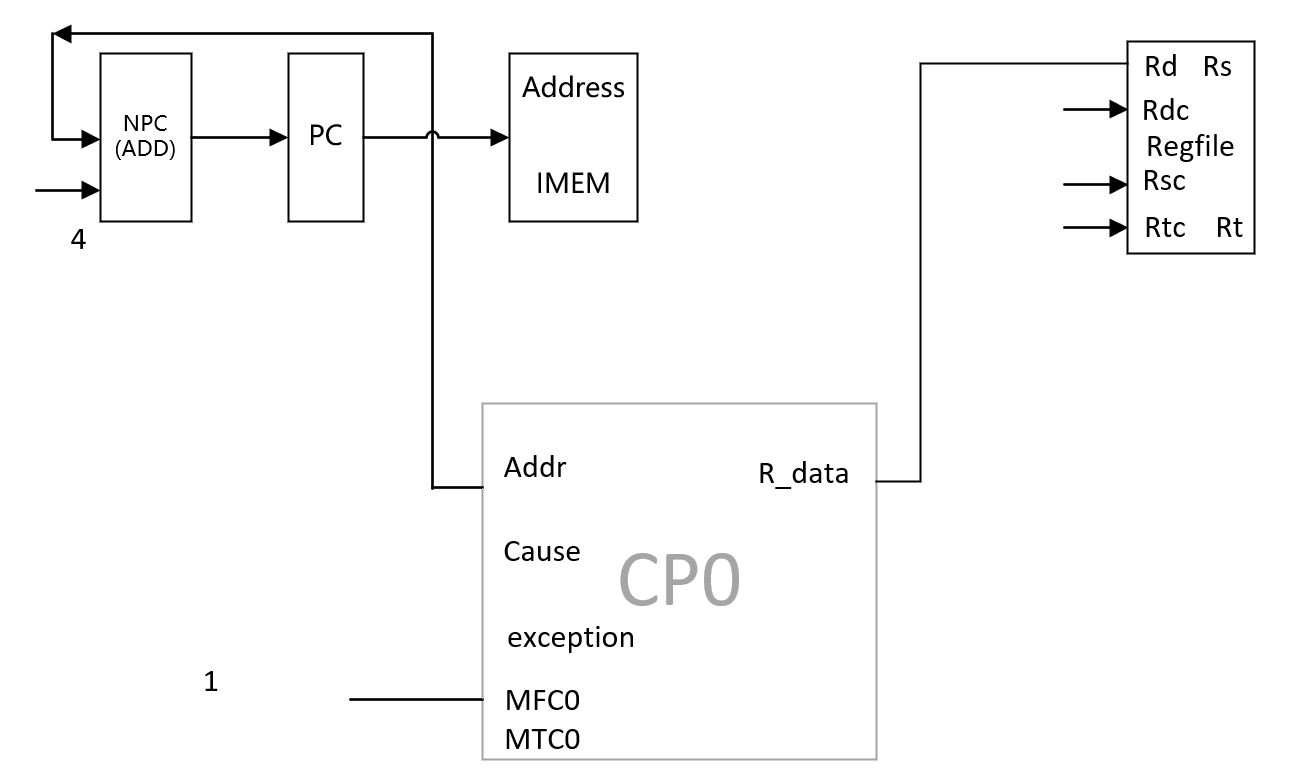 NPC
(ADD)
4
PC
Address
IMEM
Rd Rs
Rdc
Regfile
Rsc
Rtc Rt
Addr
R_data
Cause
CP0
exception
1
MFC0
MTC0